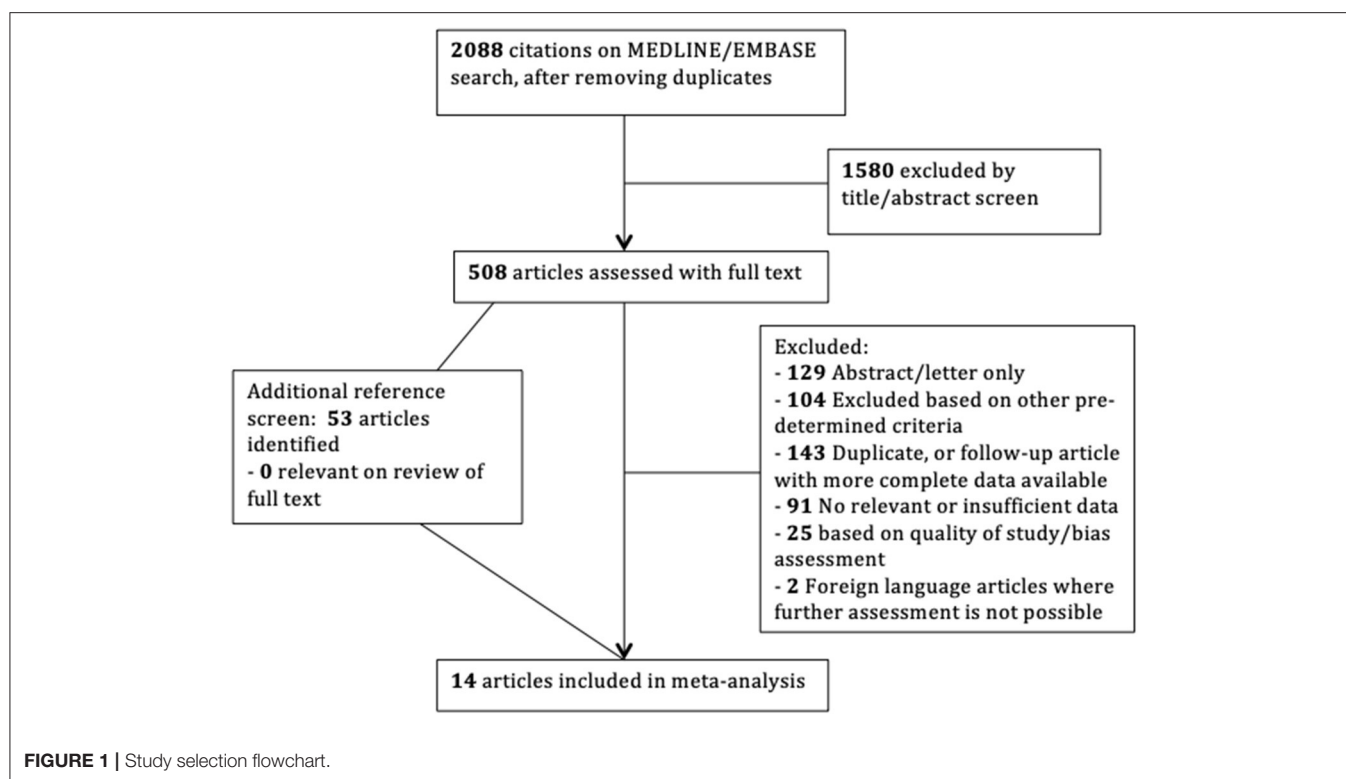 2088 citations on MEDLINE/EMBASE
search, after removing duplicates
1580 excluded by
title/abstract screen
508 articles assessed with full text
Additional reference
screen: 53 articles
identified
- 0 relevant on review of
full text
Excluded:
- 129 Abstract/letter only
- 104 Excluded based on other pre-
determined criteria
- 143 Duplicate, or follow-up article
with more complete data available
- 91 No relevant or insufficient data
- 25 based on quality of study/bias
assessment
- 2 Foreign language articles where
further assessment is not possible
14 articles included in meta-analysis
FIGURE 1 | Study selection flowchart.